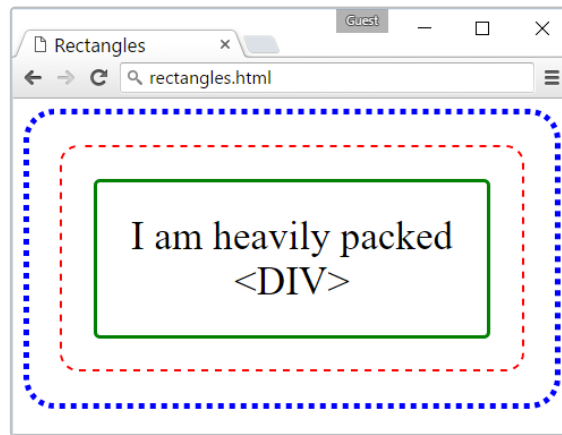 Guest
Rectangles
rectangles.html
I am heavily packed
<DIV>